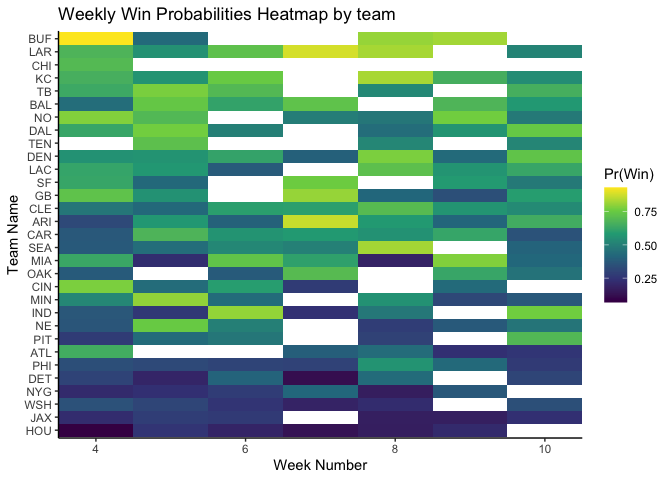 Weekly Win Probabilities Heatmap by team
Team Name
BUF
LAR
CHI
KC
TB
BAL
NO
DAL
TEN
DEN
LAC
SF
GB
CLE
ARI
CAR
SEA
MIA
OAK
CIN
MIN
IND
NE
PIT
ATL
PHI
DET
NYG
WSH
JAX
HOU
4
6
8
10
Week Number
Pr(Win)
0.75
0.50
0.25